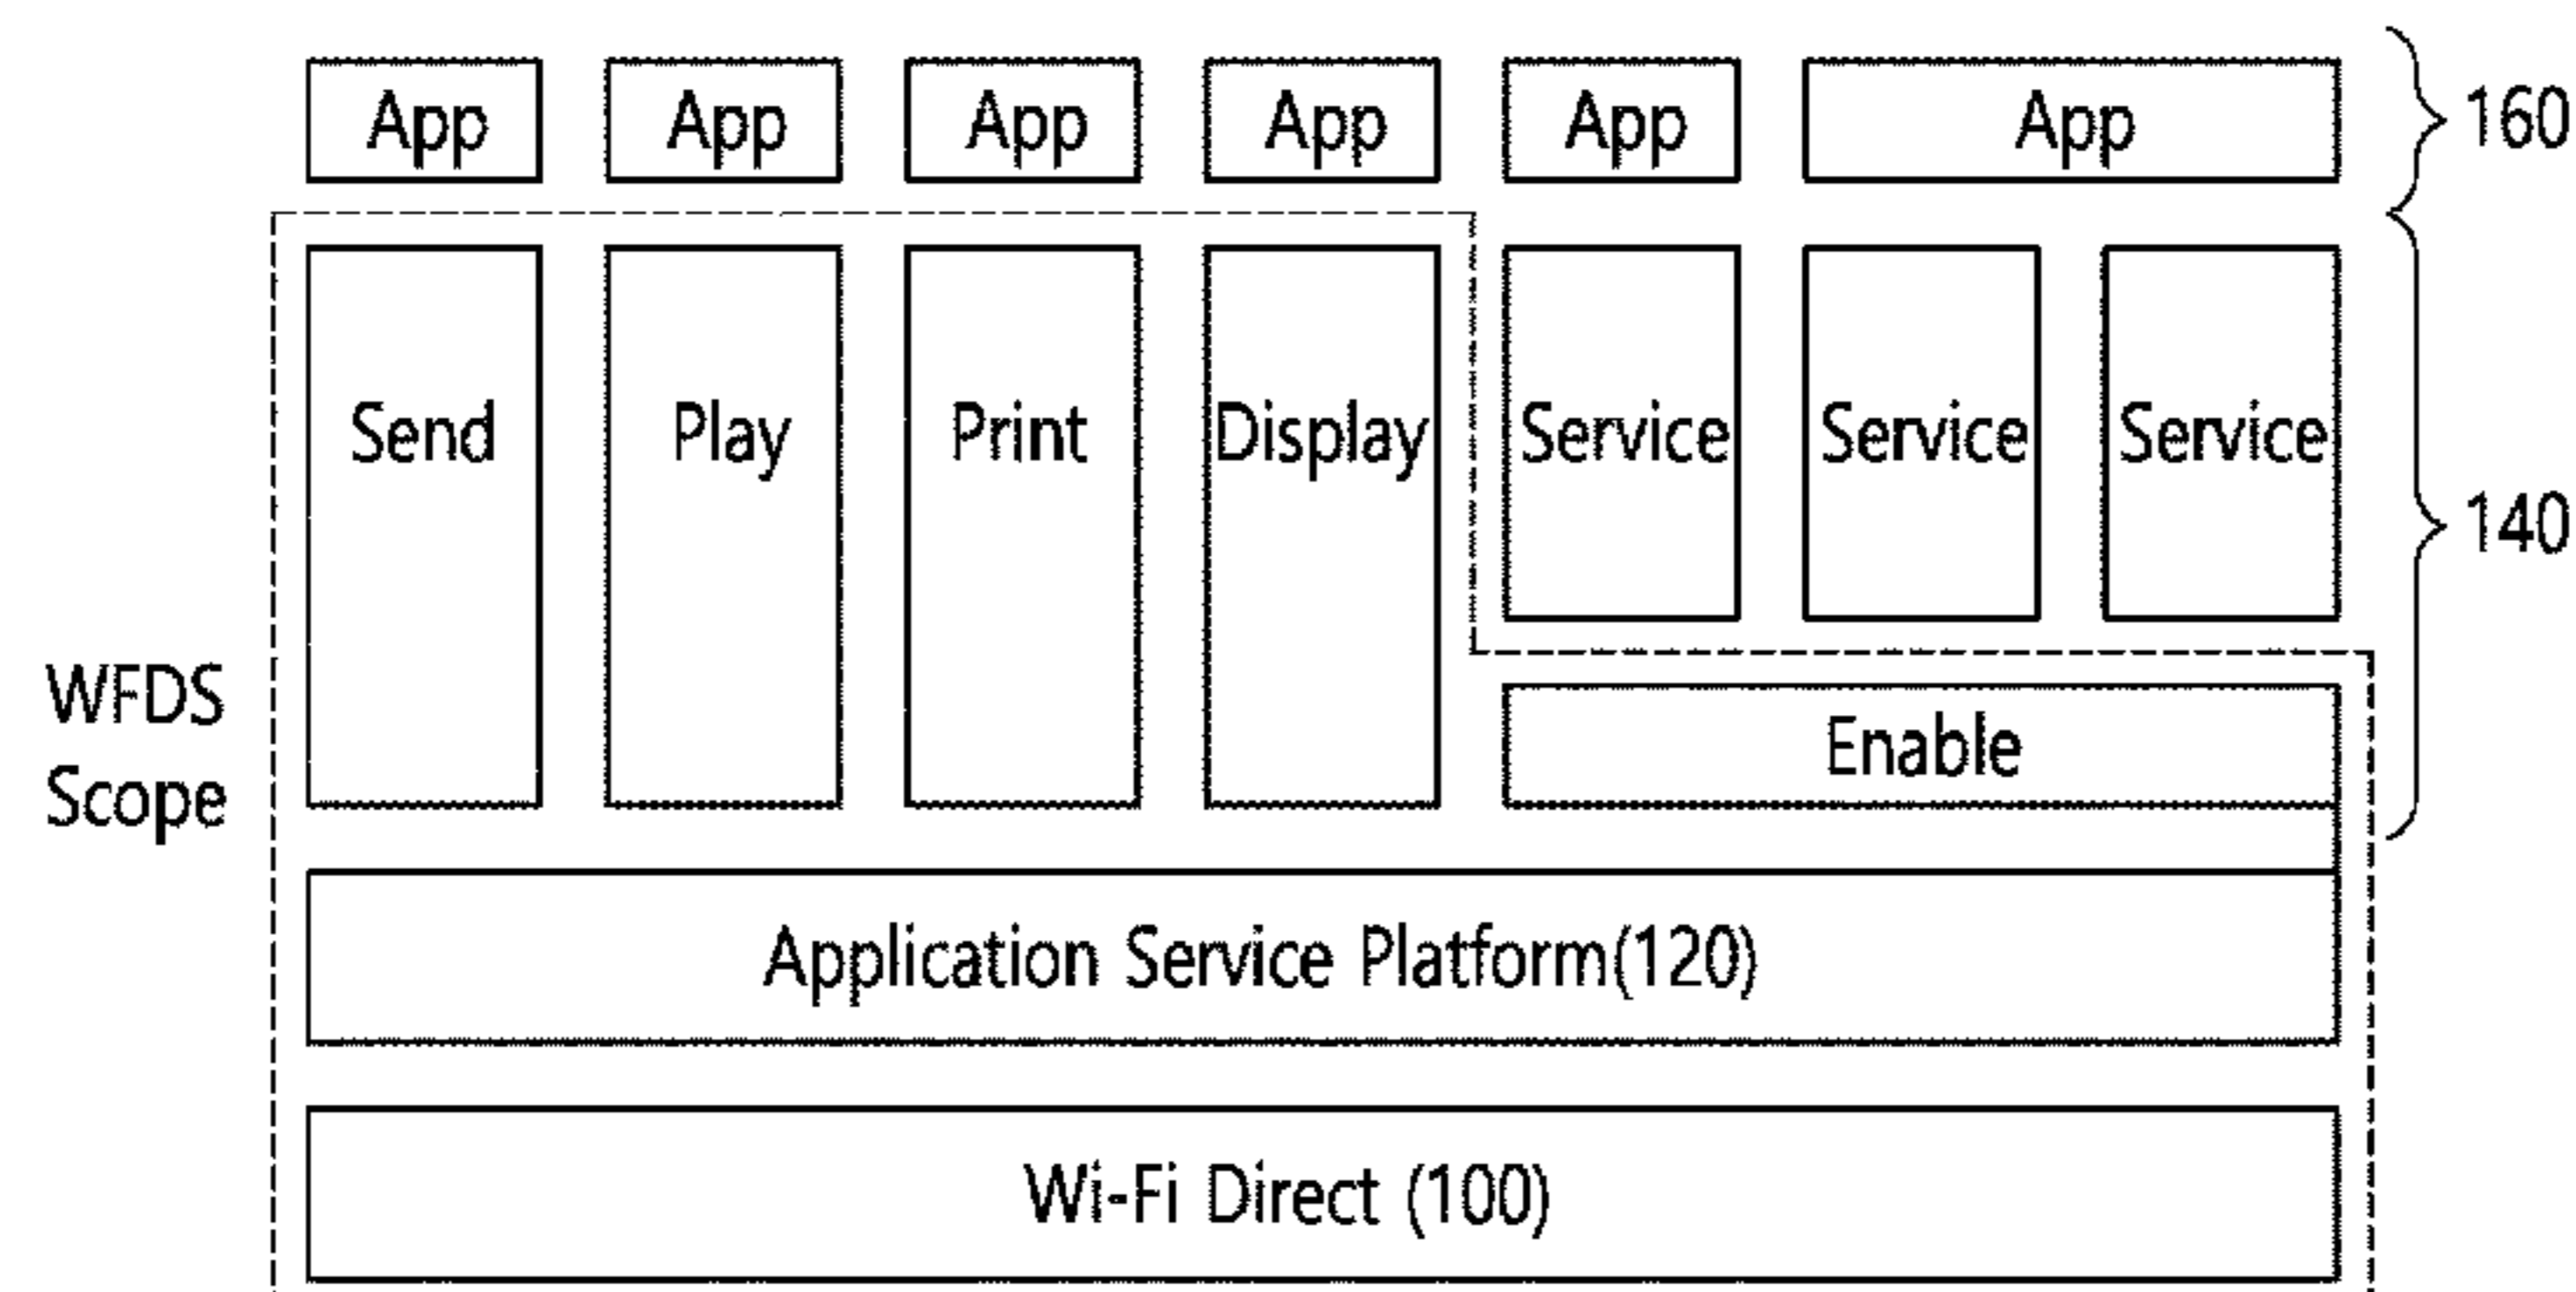 App App App App App App 160
Send Play Print Display Service Service Service
140
WFDS
Scope
Enable
Application Service Platform(120)
Wi-Fi Direct (100)